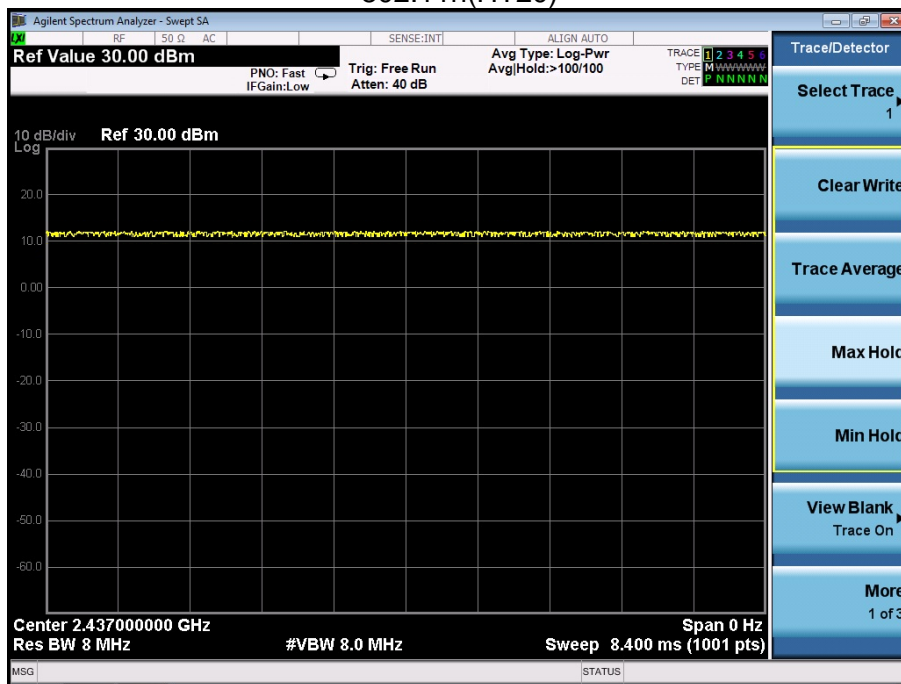 Agilent Spectrum Analyzer - Swept SA
LXI RF 50 Ω AC SENSE:INT ALIGN AUTO
Ref Value 30.00 dBm
PNO: Fast
IFGain:Low
Trig: Free Run
Atten: 40 dB
Avg Type: Log-Pwr
Avg|Hold:>100/100
TRACE 1 2 3 4 5 6
TYPE M WWWWW
DET P N N N N N
Trace/Detector
Select Trace
1
10 dB/div Ref 30.00 dBm
Log
20.0
10.0
0.00
-10.0
-20.0
-30.0
-40.0
-50.0
-60.0
Clear Write
Trace Average
Max Hold
Min Hold
View Blank
Trace On
More
1 of 3
Center 2.437000000 GHz Span 0 Hz
Res BW 8 MHz #VBW 8.0 MHz Sweep 8.400 ms (1001 pts)
MSG STATUS